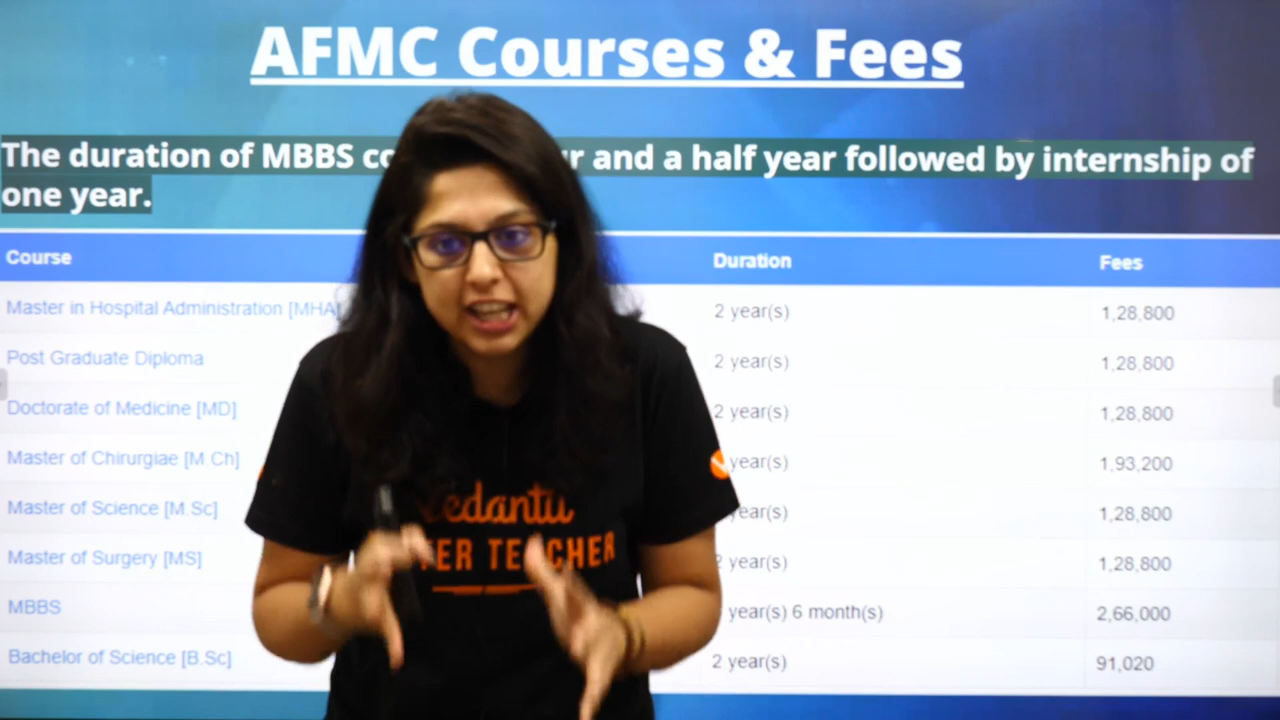 AFMC Courses & Fees
The duration of MBBS co r and a half year followed by internship of
one year.
Course Duration Fees
Master in Hospital Administration [MHA] 2 year(s) 1,28,800
Post Graduate Diploma 2 year(s) 1,28,800
Doctorate of Medicine [MD] 2 year(s) 1,28,800
Master of Chirurgiae [M.Ch] year(s) 1,93,200
Master of Science [M.Sc] year(s) 1,28,800
Master of Surgery [MS] 2 year(s) 1,28,800
MBBS year(s) 6 month(s) 2,66,000
Bachelor of Science [B.Sc] 2 year(s) 91,020
vedantu
TER TEACHER